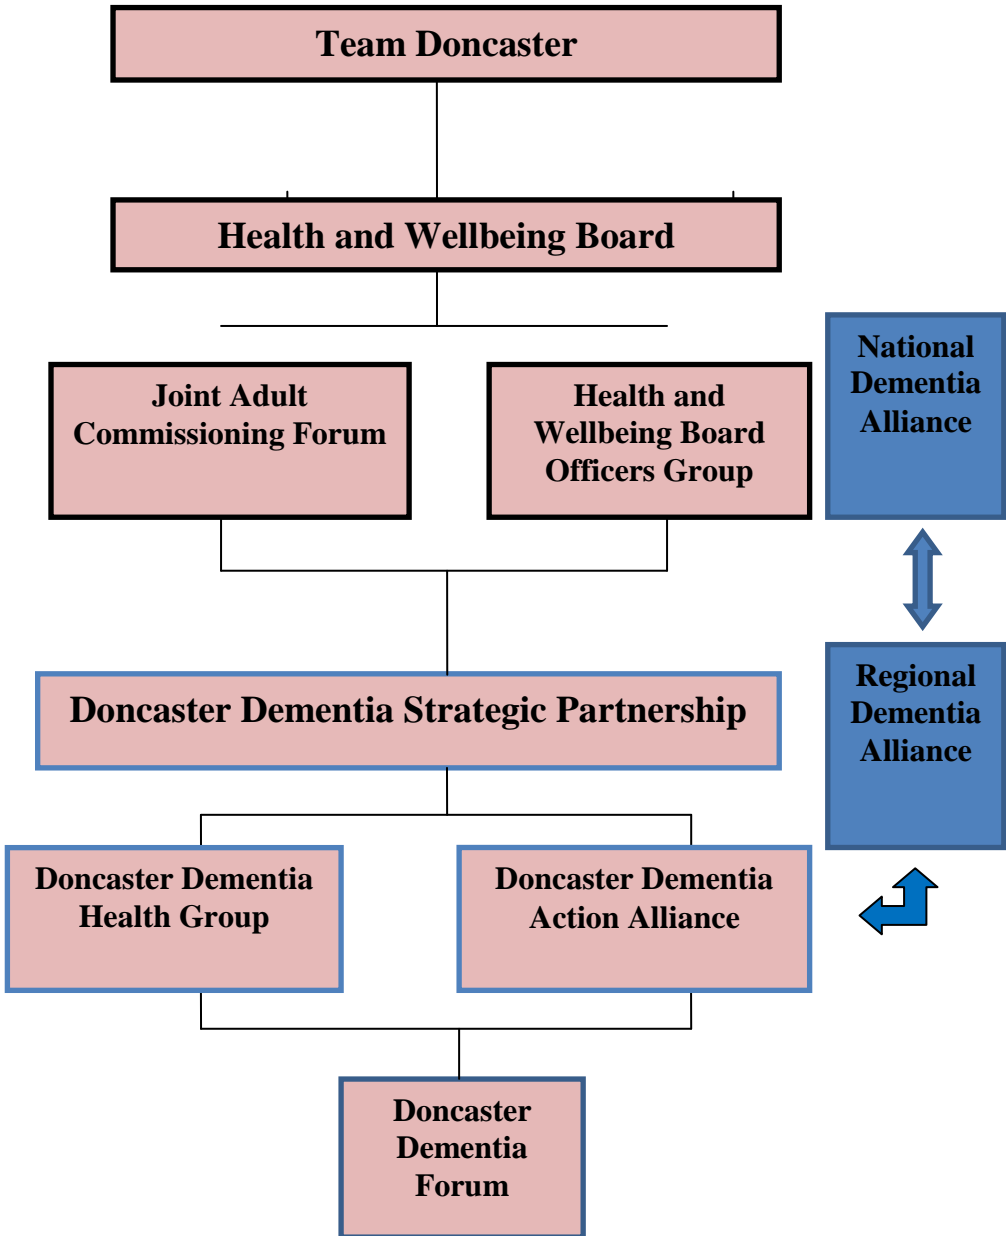 Team Doncaster
Health and Wellbeing Board
Joint Adult
Commissioning Forum
Health and
Wellbeing Board
Officers Group
National
Dementia
Alliance
Regional
Dementia
Alliance
Doncaster Dementia Strategic Partnership
Doncaster Dementia
Health Group
Doncaster Dementia
Action Alliance
Doncaster
Dementia
Forum